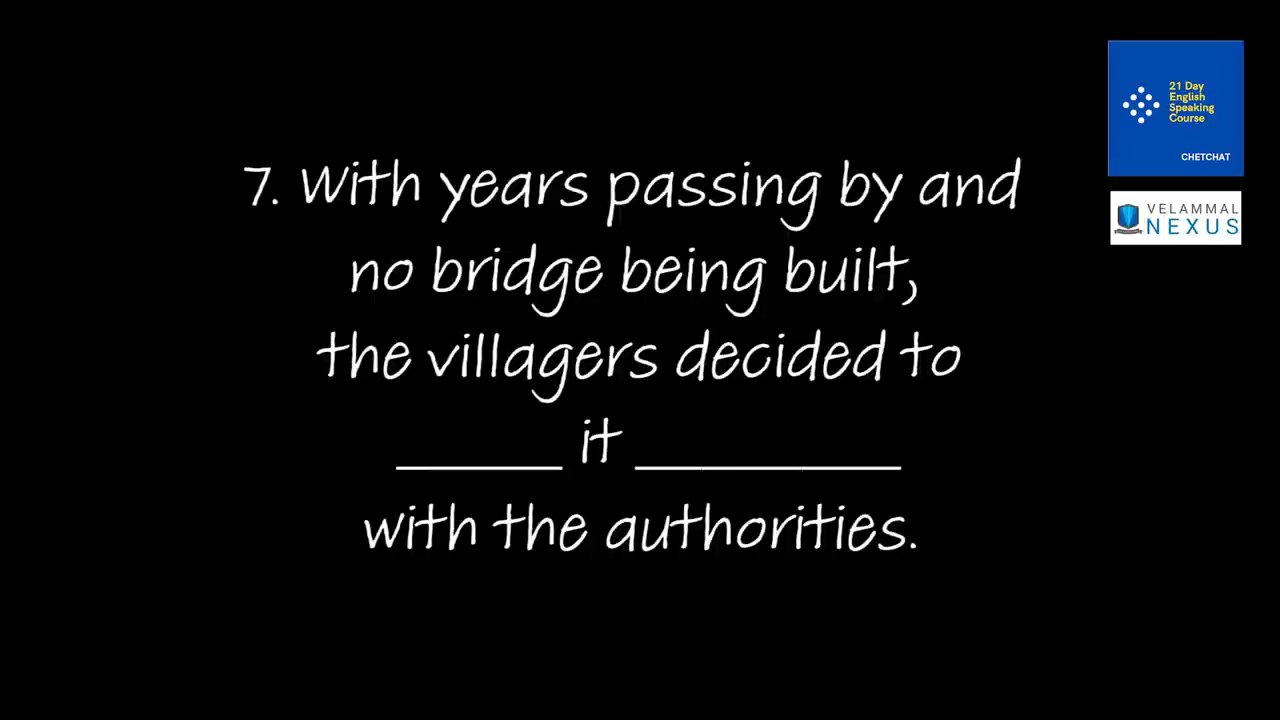 21 Day
English
Speaking
Course
CHETCHAT
VELAMMAL
NEXUS
7. With years passing by and
no bridge being built,
the villagers decided to
______ it __________
with the authorities.